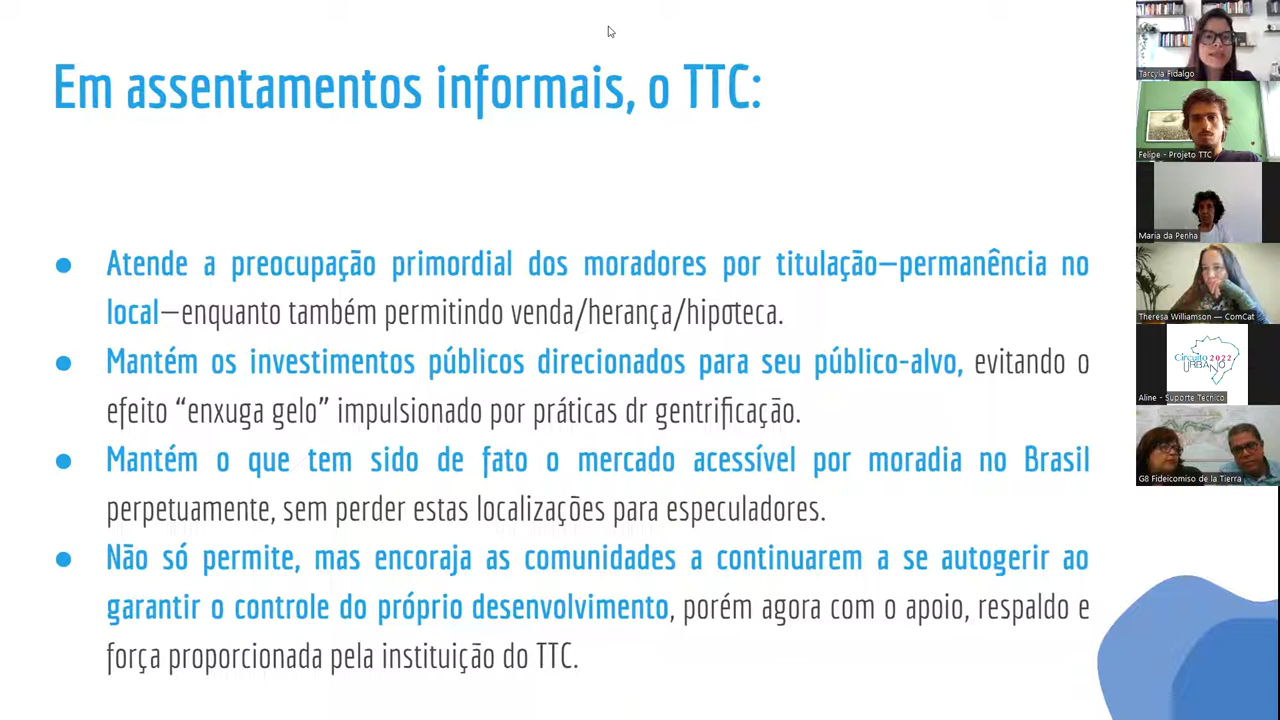 Em assentamentos informais, o TTC:
● Atende a preocupação primordial dos moradores por titulação—permanência no
local—enquanto também permitindo venda/herança/hipoteca.
● Mantém os investimentos públicos direcionados para seu público-alvo, evitando o
efeito “enxuga gelo” impulsionado por práticas dr gentrificação.
● Mantém o que tem sido de fato o mercado acessível por moradia no Brasil
perpetuamente, sem perder estas localizações para especuladores.
● Não só permite, mas encoraja as comunidades a continuarem a se autogerir ao
garantir o controle do próprio desenvolvimento, porém agora com o apoio, respaldo e
força proporcionada pela instituição do TTC.
Tarcyla Fidalgo
Felipe - Projeto TTC
Maria da Penha
Theresa Williamson — ComCat
Circuito 2022
URBANO
Aline - Suporte Tecnico
G8 Fideicomiso de la Tierra